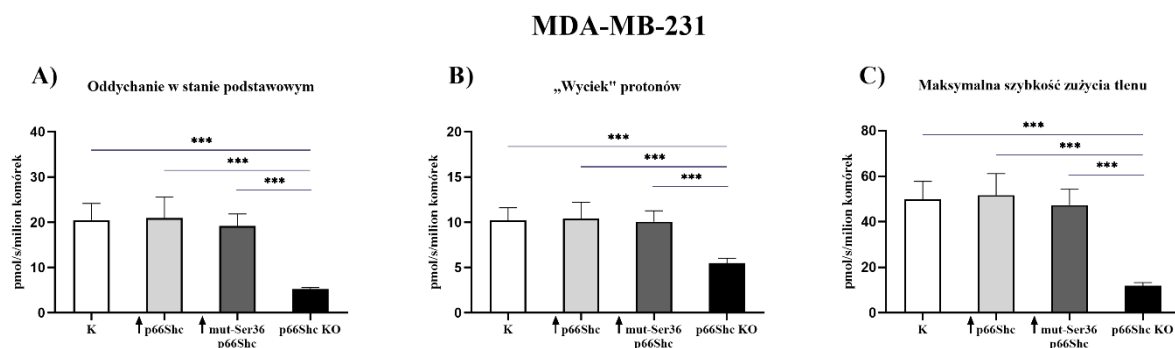 MDA-MB-231
A) Oddychanie w stanie podstawowym
pmol/s/milion komórek
40
30
20
10
0
***
***
***
K
↑ p66Shc
↑ mut-Ser36
p66Shc
p66Shc KO
B) „Wyciek" protonów
pmol/s/milion komórek
20
15
10
5
0
***
***
***
K
↑ p66Shc
↑ mut-Ser36
p66Shc
p66Shc KO
C) Maksymalna szybkość zużycia tlenu
pmol/s/milion komórek
80
60
40
20
0
***
***
***
K
↑ p66Shc
↑ mut-Ser36
p66Shc
p66Shc KO